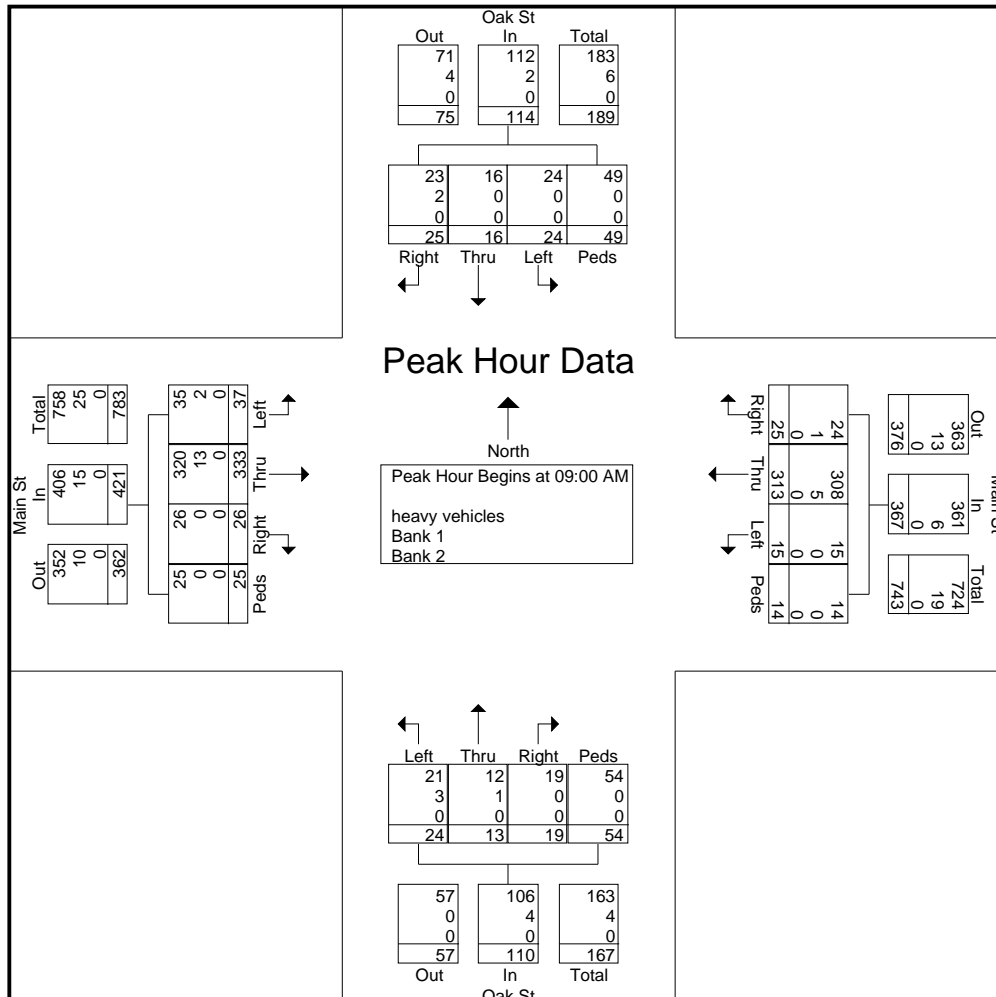 Oak St
Out In Total
71 112 183
4 2 6
0 0 0
75 114 189
23 16 24 49
2 0 0 0
0 0 0 0
25 16 24 49
Right Thru Left Peds
Peak Hour Data
North
Peak Hour Begins at 09:00 AM
heavy vehicles
Bank 1
Bank 2
Main St
Out In Total
352 406 758
10 15 25
0 0 0
362 421 783
Peds Right Thru Left
25 26 320 35
0 0 13 2
0 0 0 0
25 26 333 37
Main St
Out In Total
363 361 724
13 6 19
0 0 0
376 367 743
Right Thru Left Peds
24 308 15 14
1 5 0 0
0 0 0 0
25 313 15 14
Left Thru Right Peds
21 12 19 54
3 1 0 0
0 0 0 0
24 13 19 54
57 106 163
0 4 4
0 0 0
57 110 167
Out In Total
Oak St